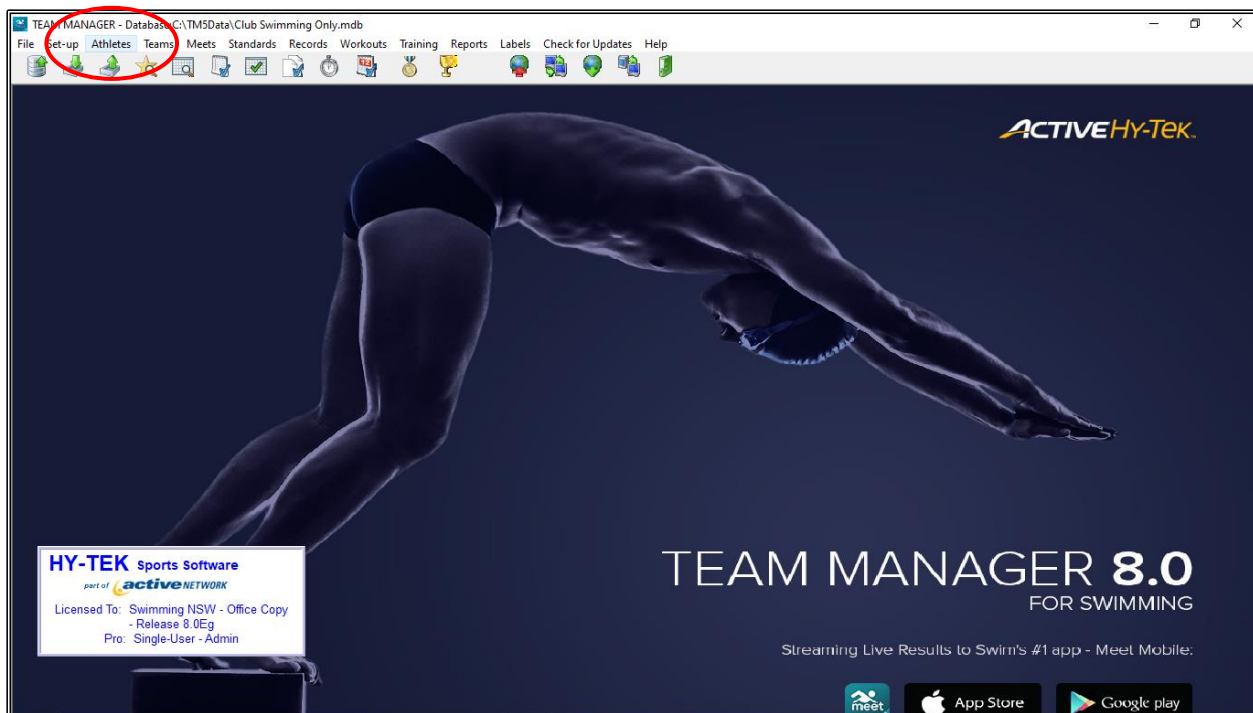 TEAM MANAGER - Database:C:\TM5Data\Club Swimming Only.mdb
File Set-up Athletes Teams Meets Standards Records Workouts Training Reports Labels Check for Updates Help
ACTIVE HY-TEK
HY-TEK Sports Software
part of active NETWORK
Licensed To: Swimming NSW - Office Copy
- Release 8.0Eg
Pro: Single-User - Admin
TEAM MANAGER 8.0
FOR SWIMMING
Streaming Live Results to Swim's #1 app - Meet Mobile:
meet App Store Google play